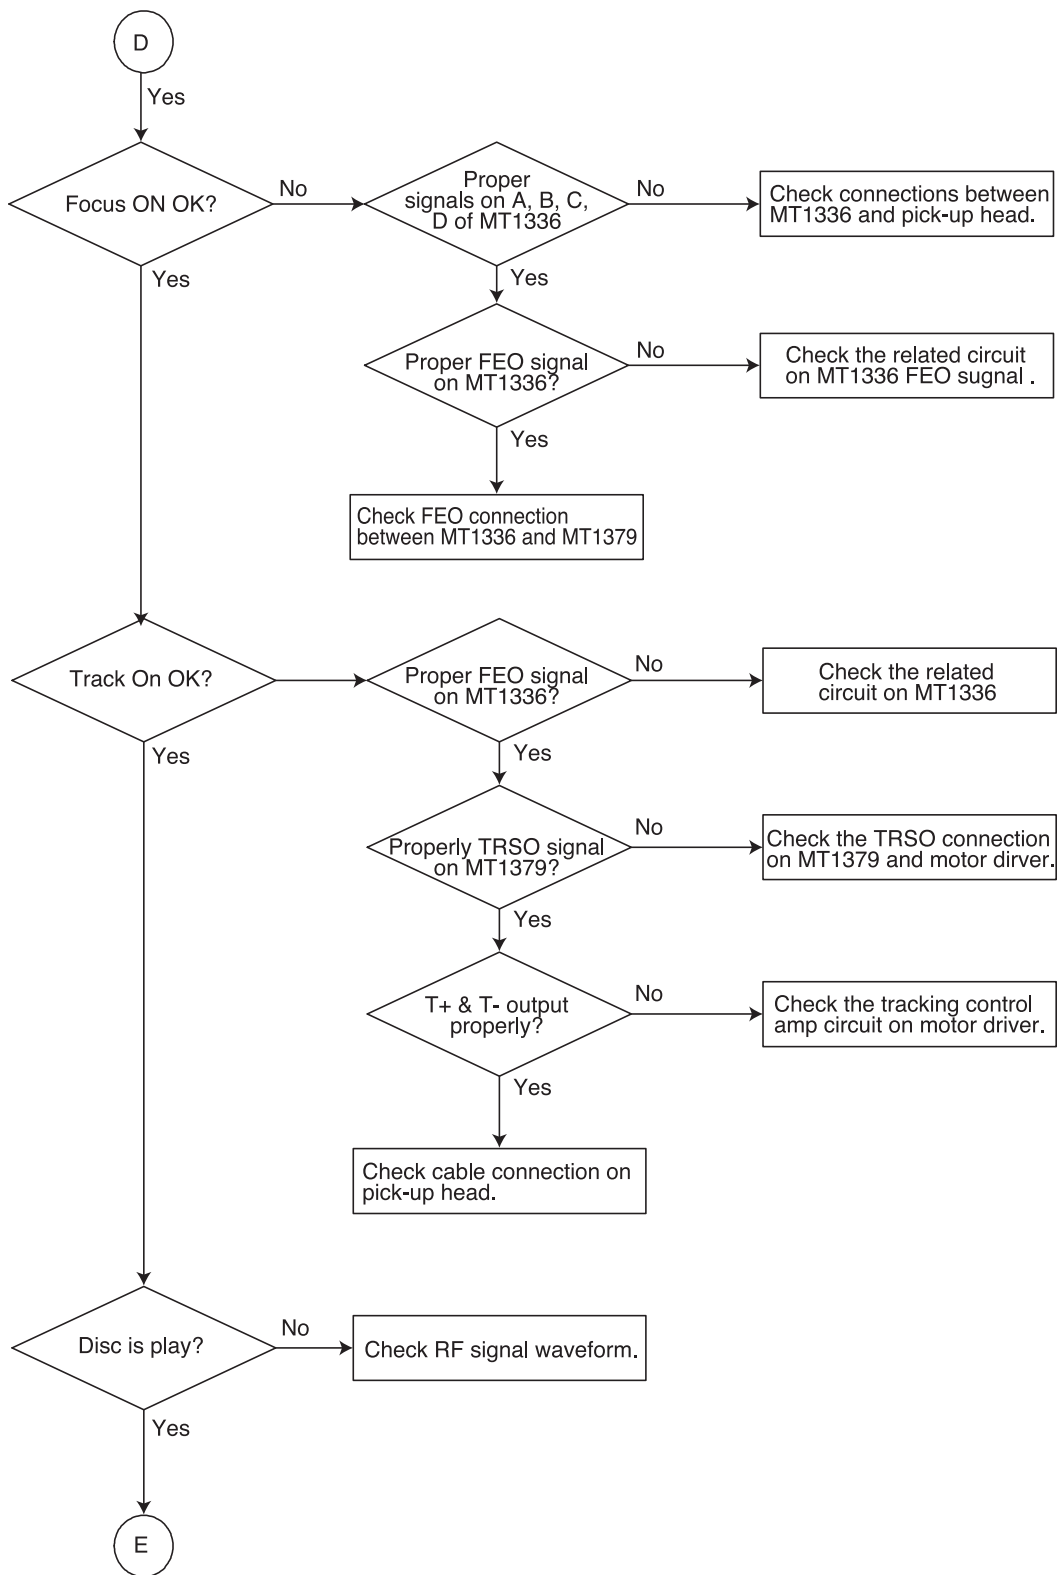 D
Yes
Focus ON OK?
No
Proper
signals on A, B, C,
D of MT1336
No
Check connections between
MT1336 and pick-up head.
Yes
Yes
Proper FEO signal
on MT1336?
No
Check the related circuit
on MT1336 FEO sugnal .
Yes
Check FEO connection
between MT1336 and MT1379
Track On OK?
Proper FEO signal
on MT1336?
No
Check the related
circuit on MT1336
Yes
Yes
Properly TRSO signal
on MT1379?
No
Check the TRSO connection
on MT1379 and motor dirver.
Yes
T+ & T- output
properly?
No
Check the tracking control
amp circuit on motor driver.
Yes
Check cable connection on
pick-up head.
Disc is play?
No
Check RF signal waveform.
Yes
E